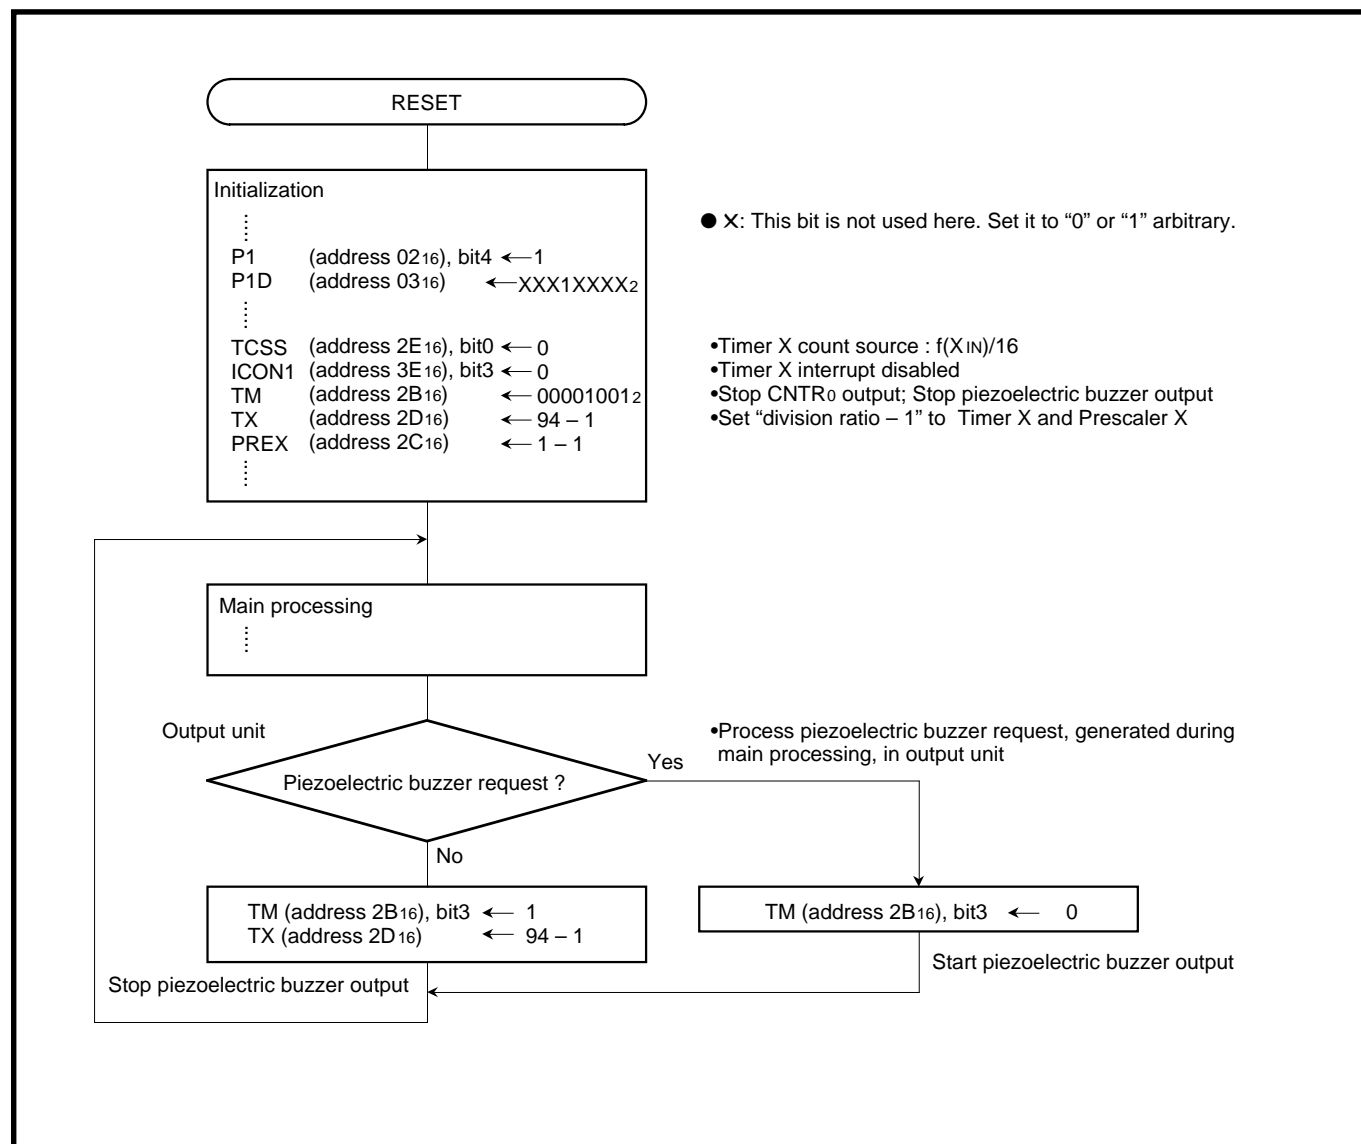 RESET
Initialization
P1 (address 0216), bit4 ←1
P1D (address 0316) ←XXX1XXXX2
TCSS (address 2E16), bit0 ← 0
ICON1 (address 3E16), bit3 ← 0
TM (address 2B16) ← 000010012
TX (address 2D16) ← 94 – 1
PREX (address 2C16) ← 1 – 1
● ✕: This bit is not used here. Set it to “0” or “1” arbitrary.
•Timer X count source : f(XIN)/16
•Timer X interrupt disabled
•Stop CNTR0 output; Stop piezoelectric buzzer output
•Set “division ratio – 1” to Timer X and Prescaler X
Main processing
Output unit
Piezoelectric buzzer request ?
Yes
•Process piezoelectric buzzer request, generated during
main processing, in output unit
No
TM (address 2B16), bit3 ← 1
TX (address 2D16) ← 94 – 1
TM (address 2B16), bit3 ← 0
Start piezoelectric buzzer output
Stop piezoelectric buzzer output